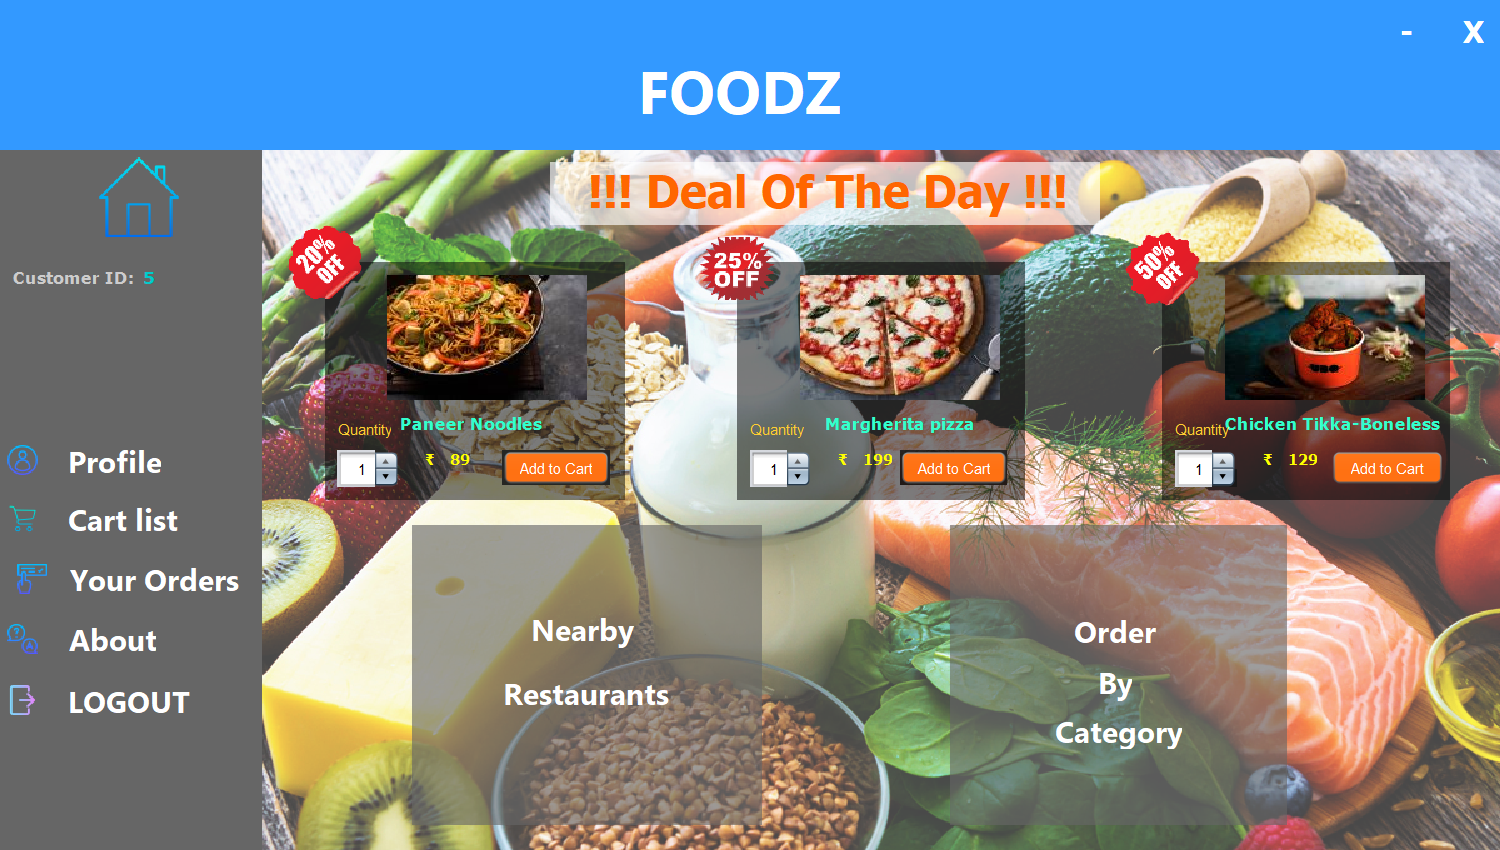 - X
FOODZ
!!! Deal Of The Day !!!
Customer ID: 5
20%
OFF
25%
OFF
50%
OFF
Quantity Paneer Noodles
1 ₹ 89 Add to Cart
Quantity Margherita pizza
1 ₹ 199 Add to Cart
Quantity Chicken Tikka-Boneless
1 ₹ 129 Add to Cart
Profile
Cart list
Your Orders
About
LOGOUT
Nearby
Restaurants
Order
By
Category